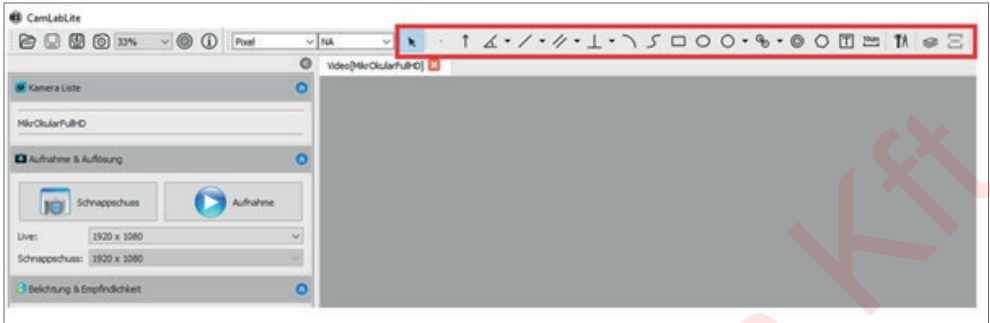 CamLabLite
33% Pixel NA
Video[MikrOkularFullHD]
Kamera Liste
MikrOkularFullHD
Aufnahme & Auflösung
Schnappschuss Aufnahme
Live: 1920 x 1080
Schnappschuss: 1920 x 1080
Belichtung & Empfindlichkeit
Kft